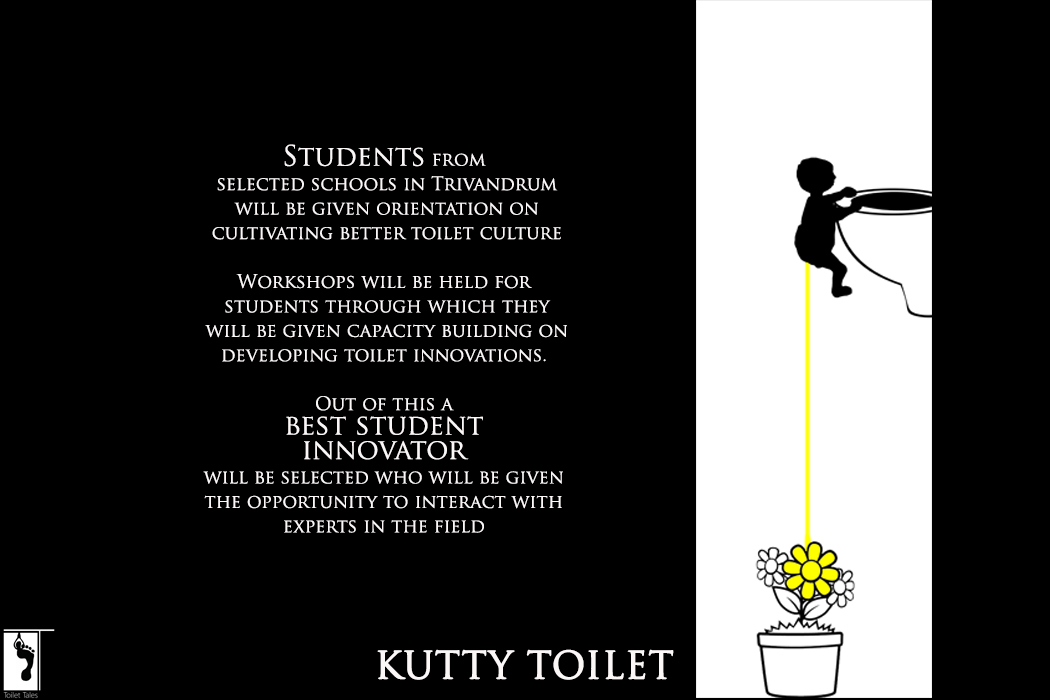 Students from
selected schools in Trivandrum
will be given orientation on
cultivating better toilet culture
Workshops will be held for
students through which they
will be given capacity building on
developing toilet innovations.
Out of this a
BEST STUDENT
INNOVATOR
will be selected who will be given
the opportunity to interact with
experts in the field
KUTTY TOILET
Toilet Tales